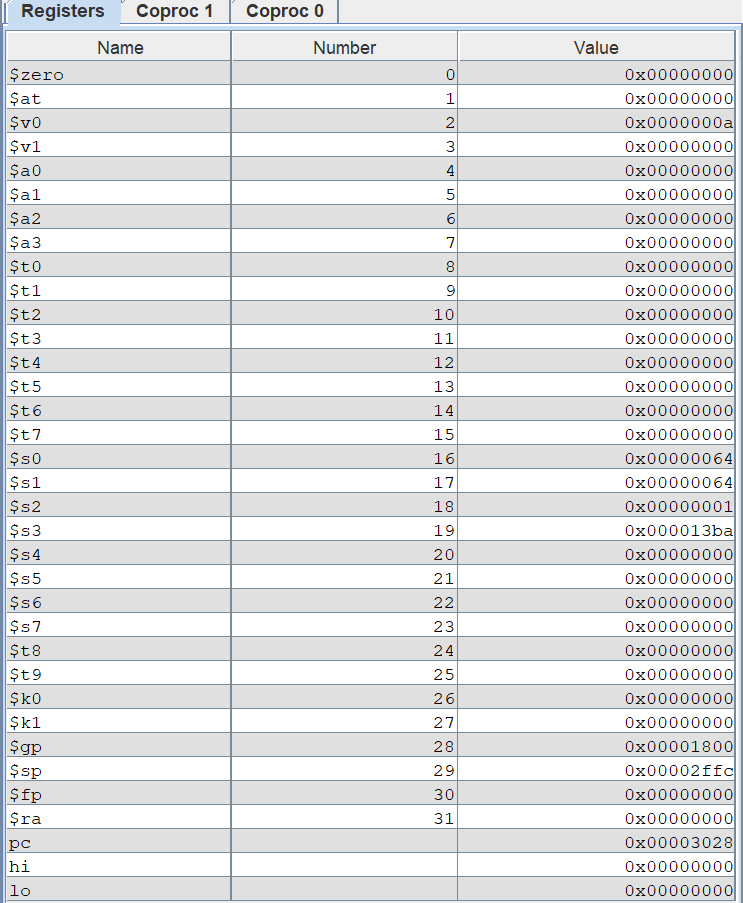 Registers Coproc 1 Coproc 0
Name Number Value
$zero 0 0x00000000
$at 1 0x00000000
$v0 2 0x0000000a
$v1 3 0x00000000
$a0 4 0x00000000
$a1 5 0x00000000
$a2 6 0x00000000
$a3 7 0x00000000
$t0 8 0x00000000
$t1 9 0x00000000
$t2 10 0x00000000
$t3 11 0x00000000
$t4 12 0x00000000
$t5 13 0x00000000
$t6 14 0x00000000
$t7 15 0x00000000
$s0 16 0x00000064
$s1 17 0x00000064
$s2 18 0x00000001
$s3 19 0x000013ba
$s4 20 0x00000000
$s5 21 0x00000000
$s6 22 0x00000000
$s7 23 0x00000000
$t8 24 0x00000000
$t9 25 0x00000000
$k0 26 0x00000000
$k1 27 0x00000000
$gp 28 0x00001800
$sp 29 0x00002ffc
$fp 30 0x00000000
$ra 31 0x00000000
pc 0x00003028
hi 0x00000000
lo 0x00000000